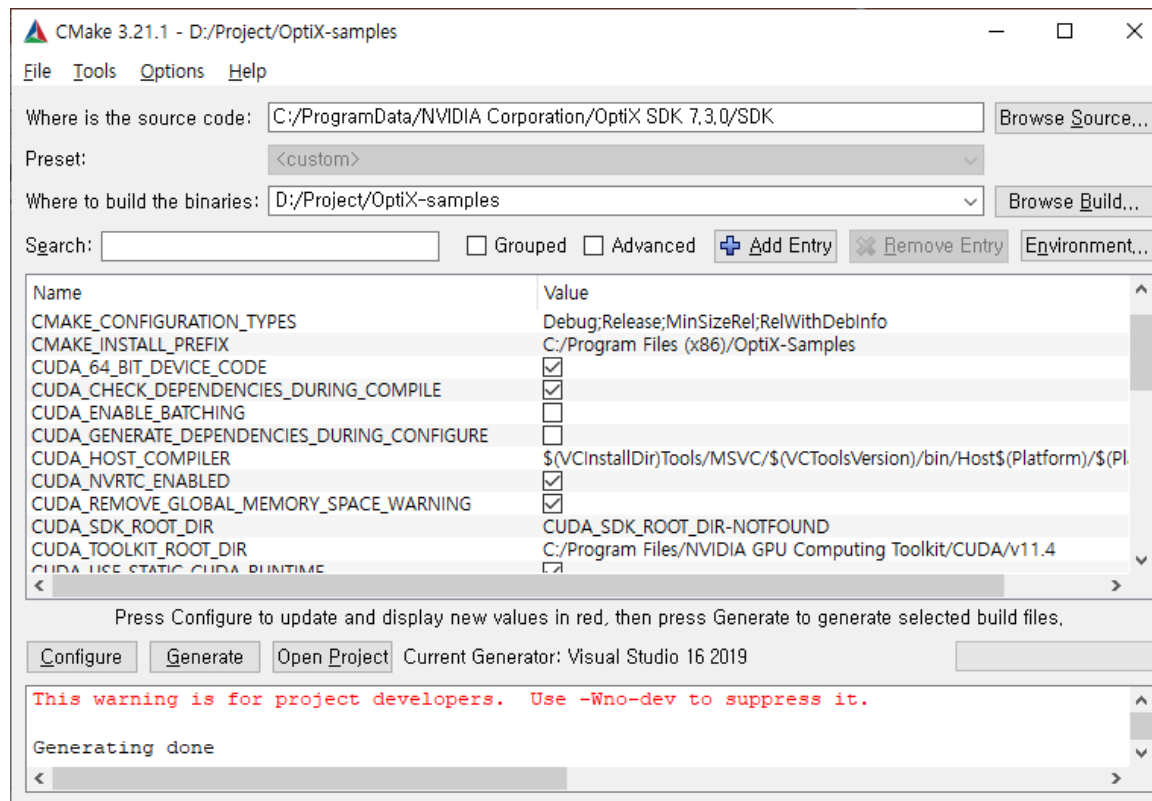 CMake 3.21.1 - D:/Project/OptiX-samples
File Tools Options Help
Where is the source code: C:/ProgramData/NVIDIA Corporation/OptiX SDK 7.3.0/SDK Browse Source...
Preset: <custom>
Where to build the binaries: D:/Project/OptiX-samples Browse Build...
Search: Grouped Advanced Add Entry Remove Entry Environment...
Name Value
CMAKE_CONFIGURATION_TYPES Debug;Release;MinSizeRel;RelWithDebInfo
CMAKE_INSTALL_PREFIX C:/Program Files (x86)/OptiX-Samples
CUDA_64_BIT_DEVICE_CODE
CUDA_CHECK_DEPENDENCIES_DURING_COMPILE
CUDA_ENABLE_BATCHING
CUDA_GENERATE_DEPENDENCIES_DURING_CONFIGURE
CUDA_HOST_COMPILER $(VCInstallDir)Tools/MSVC/$(VCToolsVersion)/bin/Host$(Platform)/$(Pl
CUDA_NVRTC_ENABLED
CUDA_REMOVE_GLOBAL_MEMORY_SPACE_WARNING
CUDA_SDK_ROOT_DIR CUDA_SDK_ROOT_DIR-NOTFOUND
CUDA_TOOLKIT_ROOT_DIR C:/Program Files/NVIDIA GPU Computing Toolkit/CUDA/v11.4
CUDA_USE_STATIC_CUDA_RUNTIME
Press Configure to update and display new values in red, then press Generate to generate selected build files.
Configure Generate Open Project Current Generator: Visual Studio 16 2019
This warning is for project developers. Use -Wno-dev to suppress it.
Generating done